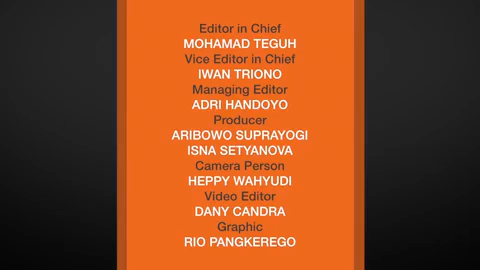 Editor in Chief
MOHAMAD TEGUH
Vice Editor in Chief
IWAN TRIONO
Managing Editor
ADRI HANDOYO
Producer
ARIBOWO SUPRAYOGI
ISNA SETYANOVA
Camera Person
HEPPY WAHYUDI
Video Editor
DANY CANDRA
Graphic
RIO PANGKEREGO